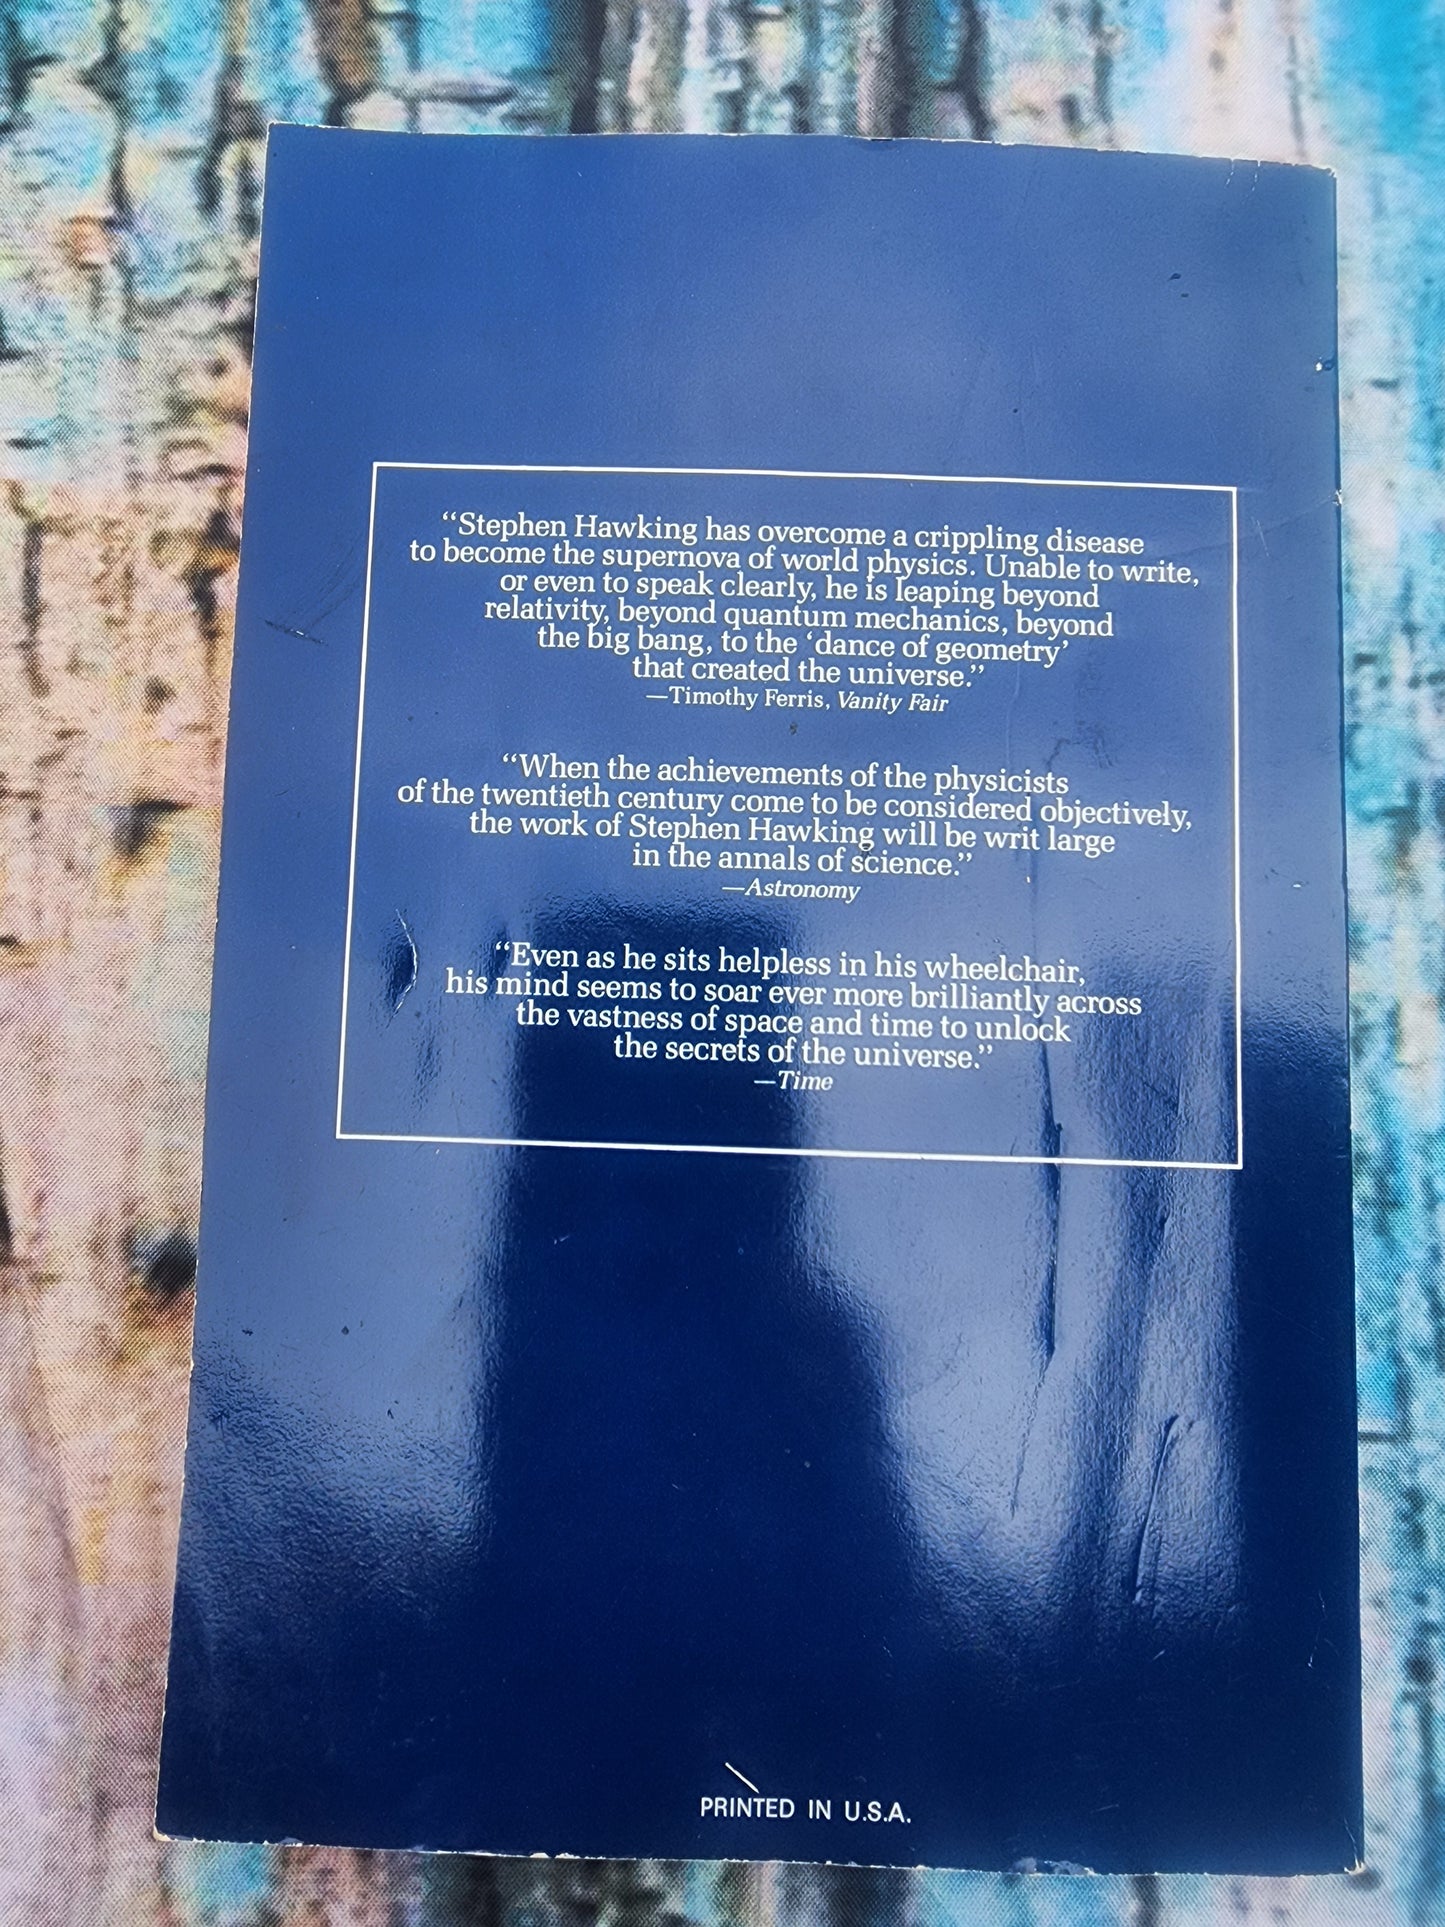 “Stephen Hawking has overcome a crippling disease
to become the supernova of world physics. Unable to write,
or even to speak clearly, he is leaping beyond
relativity, beyond quantum mechanics, beyond
the big bang, to the ‘dance of geometry’
that created the universe.”
—Timothy Ferris, Vanity Fair
“When the achievements of the physicists
of the twentieth century come to be considered objectively,
the work of Stephen Hawking will be writ large
in the annals of science.”
—Astronomy
“Even as he sits helpless in his wheelchair,
his mind seems to soar ever more brilliantly across
the vastness of space and time to unlock
the secrets of the universe.”
—Time
PRINTED IN U.S.A.